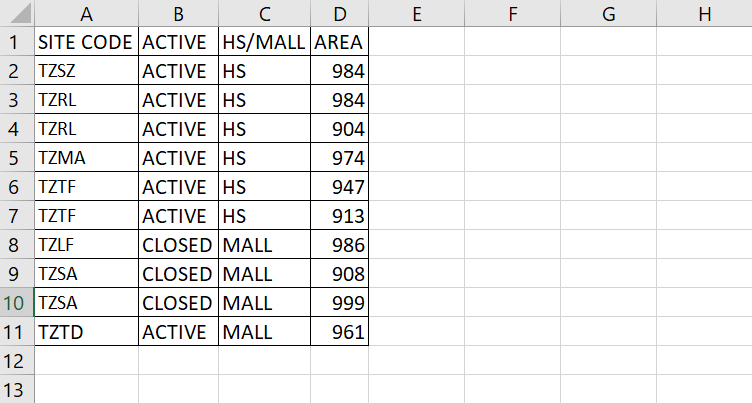 A B C D E F G H
1 SITE CODE ACTIVE HS/MALL AREA
2 TZSZ ACTIVE HS 984
3 TZRL ACTIVE HS 984
4 TZRL ACTIVE HS 904
5 TZMA ACTIVE HS 974
6 TZTF ACTIVE HS 947
7 TZTF ACTIVE HS 913
8 TZLF CLOSED MALL 986
9 TZSA CLOSED MALL 908
10 TZSA CLOSED MALL 999
11 TZTD ACTIVE MALL 961
12
13